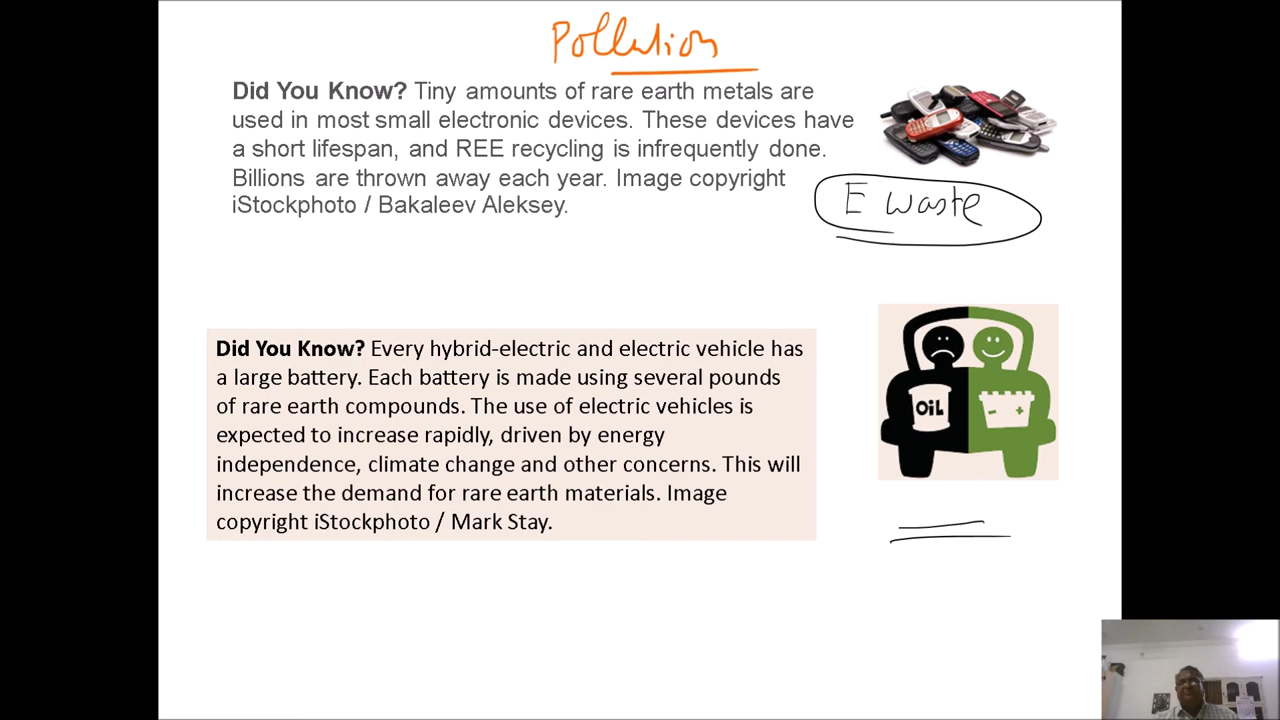 Pollution
Did You Know? Tiny amounts of rare earth metals are
used in most small electronic devices. These devices have
a short lifespan, and REE recycling is infrequently done.
Billions are thrown away each year. Image copyright
iStockphoto / Bakaleev Aleksey.
E waste
Did You Know? Every hybrid-electric and electric vehicle has
a large battery. Each battery is made using several pounds
of rare earth compounds. The use of electric vehicles is
expected to increase rapidly, driven by energy
independence, climate change and other concerns. This will
increase the demand for rare earth materials. Image
copyright iStockphoto / Mark Stay.
OiL
- +